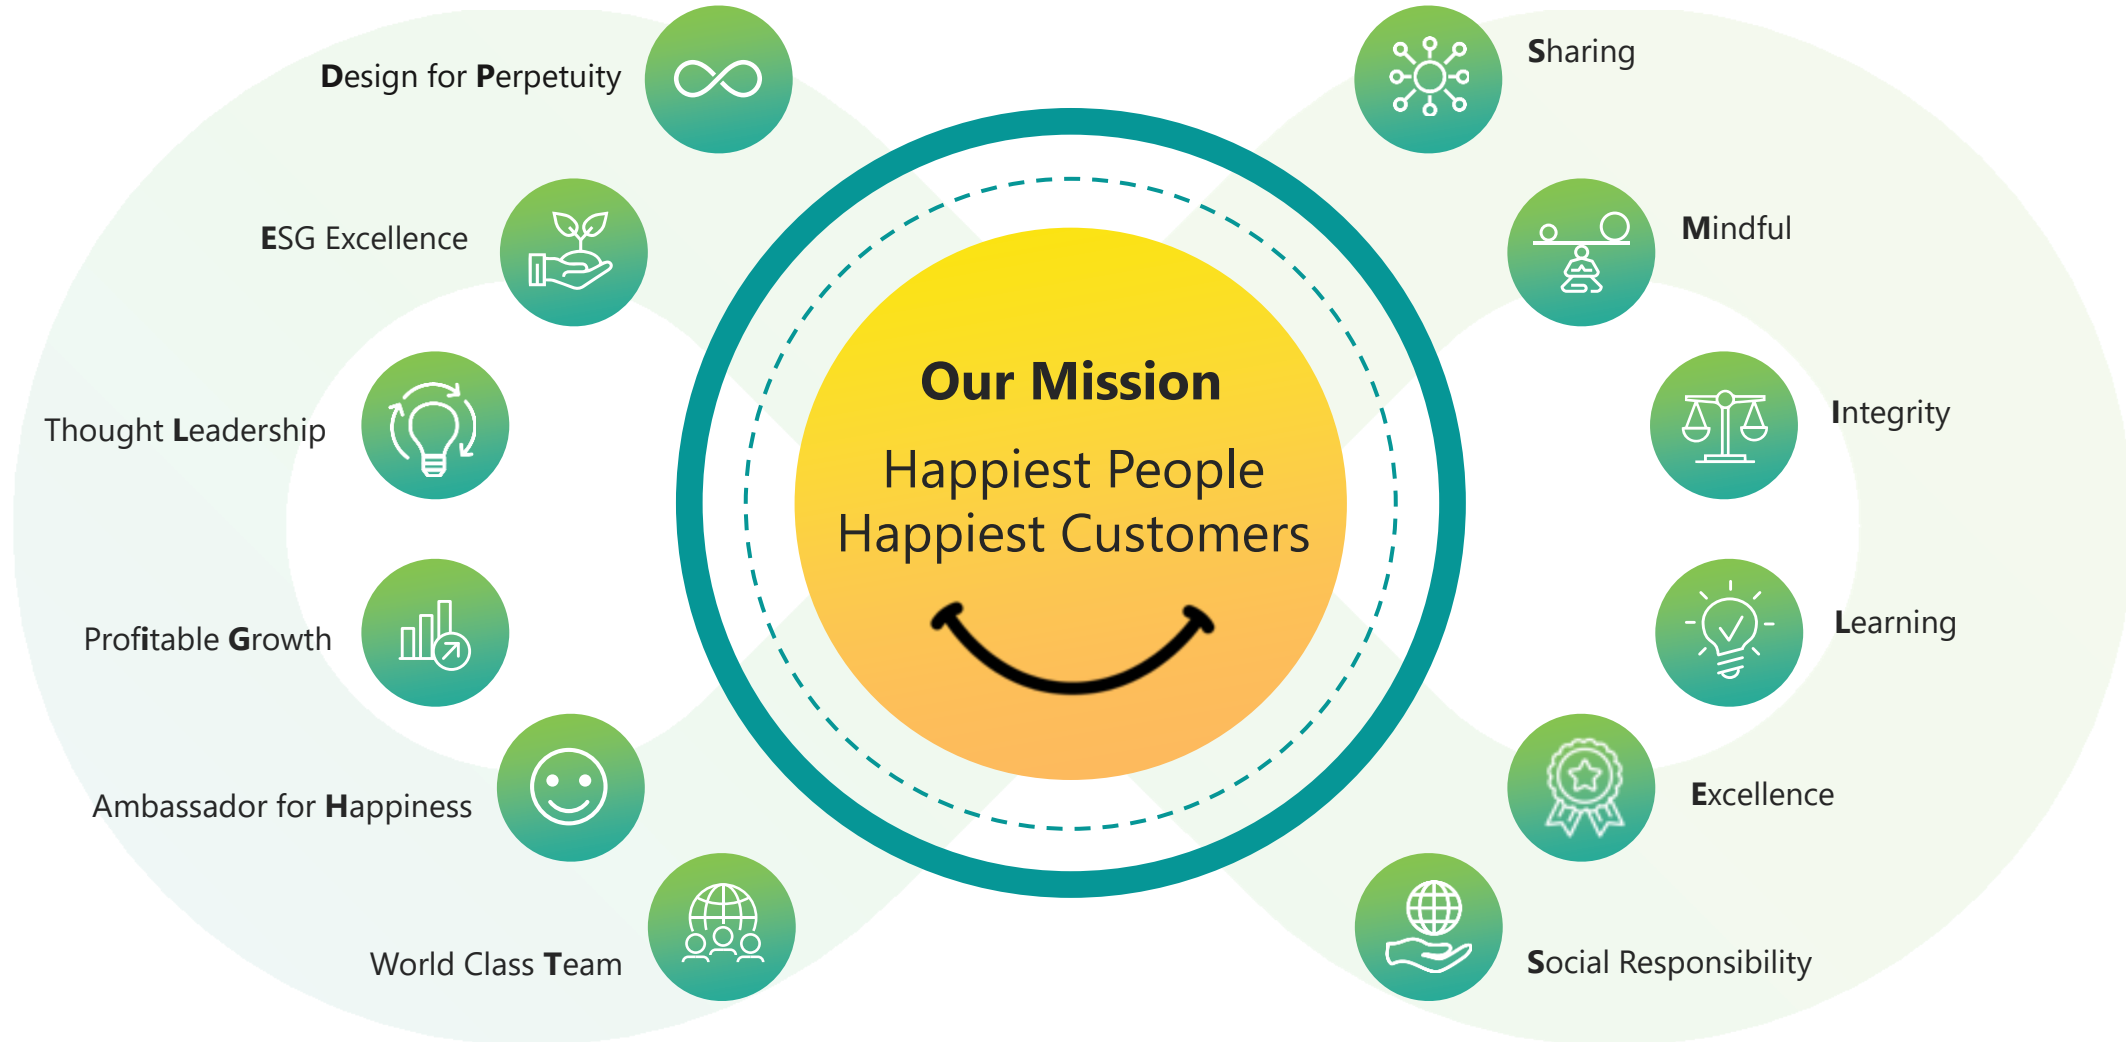 Design for Perpetuity
ESG Excellence
Thought Leadership
Profitable Growth
Ambassador for Happiness
World Class Team
Our Mission
Happiest People
Happiest Customers
Sharing
Mindful
Integrity
Learning
Excellence
Social Responsibility